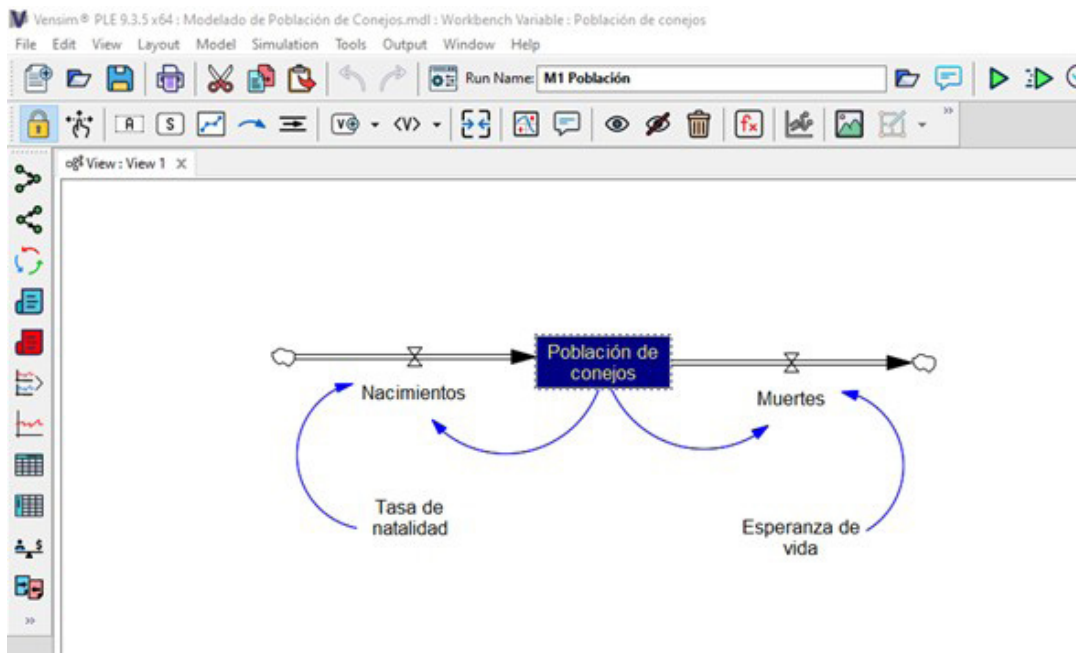 Vensim® PLE 9.3.5 x64 : Modelado de Población de Conejos.mdl : Workbench Variable : Población de conejos
File Edit View Layout Model Simulation Tools Output Window Help
Run Name: M1 Población
A S V <V> fx
View : View 1 X
Población de
conejos
Nacimientos
Muertes
Tasa de
natalidad
Esperanza de
vida